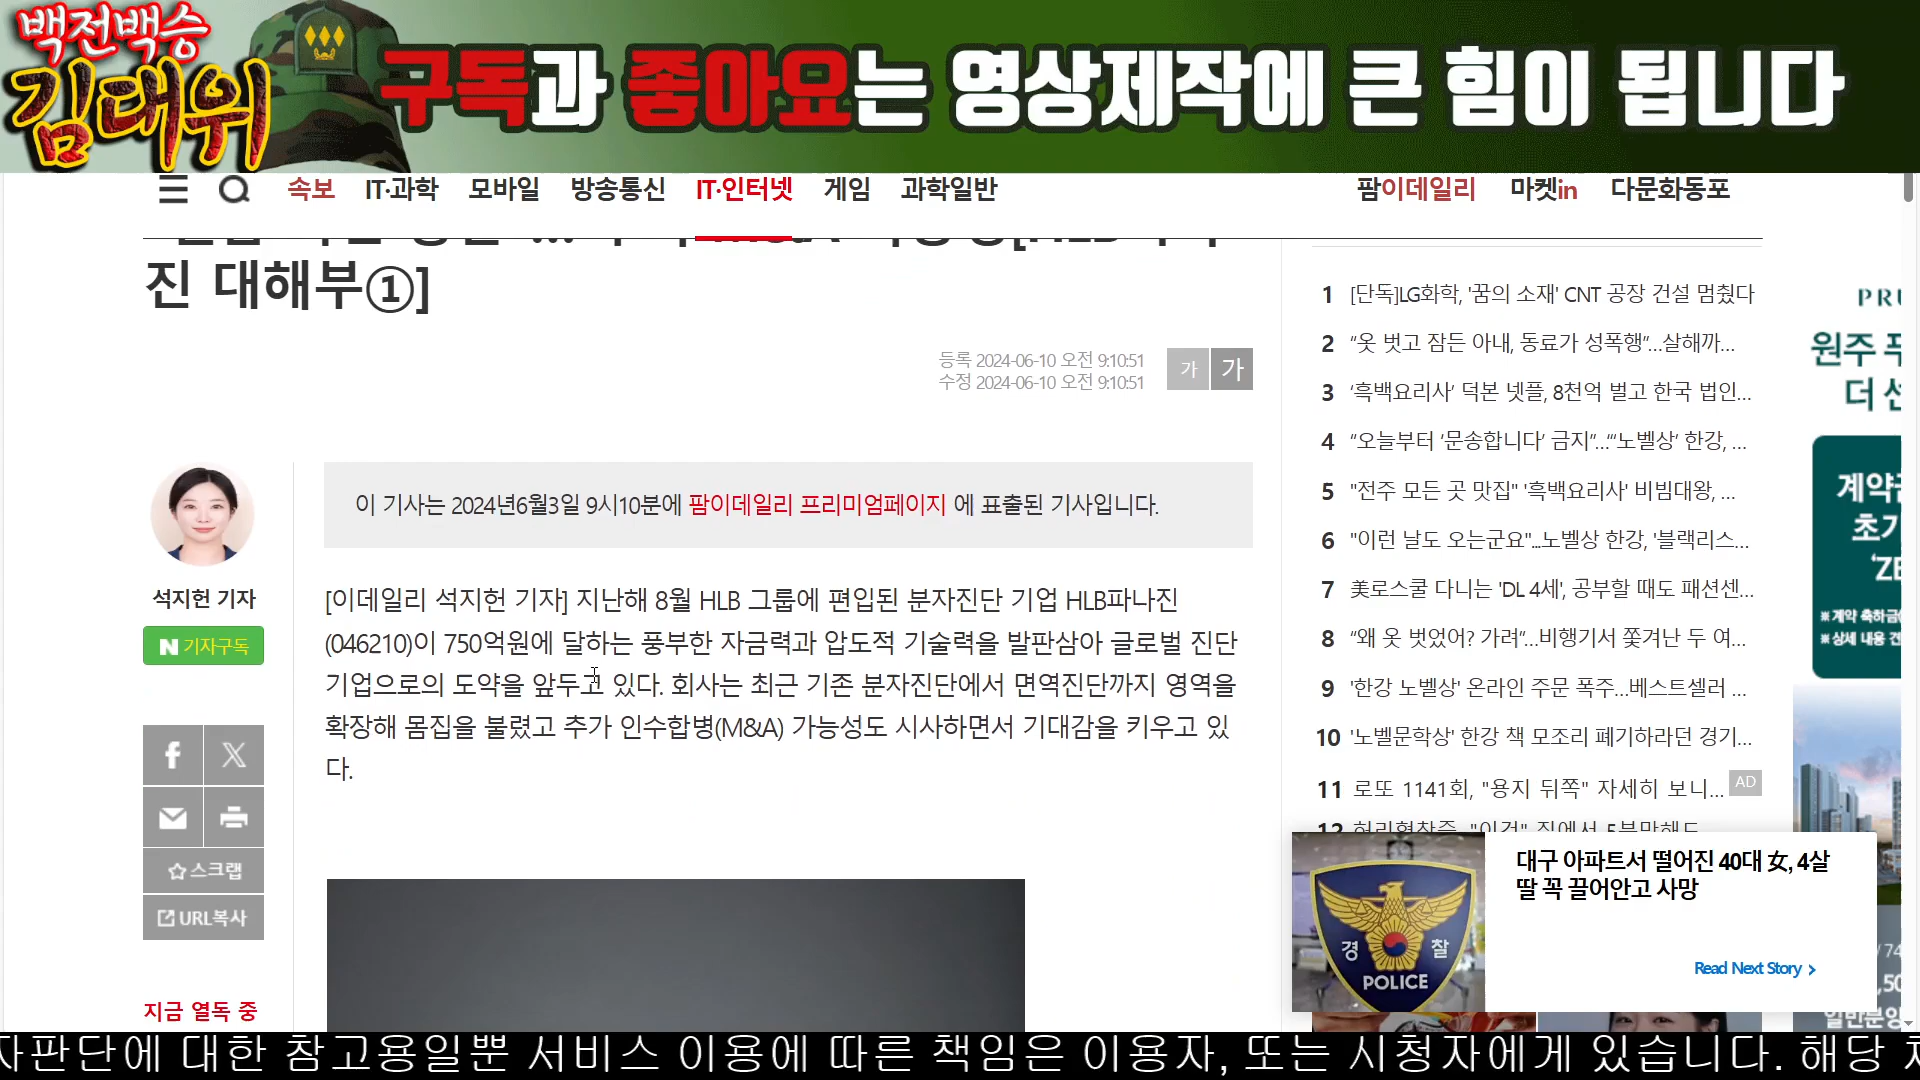 백전백승
김대위
구독과 좋아요는 영상제작에 큰 힘이 됩니다
속보 IT·과학 모바일 방송통신 IT·인터넷 게임 과학일반
팜이데일리 마켓in 다문화동포
진 대해부①]
등록 2024-06-10 오전 9:10:51
수정 2024-06-10 오전 9:10:51
가 가
이 기사는 2024년6월3일 9시10분에 팜이데일리 프리미엄페이지 에 표출된 기사입니다.
석지헌 기자
N 기자구독
[이데일리 석지헌 기자] 지난해 8월 HLB 그룹에 편입된 분자진단 기업 HLB파나진
(046210)이 750억원에 달하는 풍부한 자금력과 압도적 기술력을 발판삼아 글로벌 진단
기업으로의 도약을 앞두고 있다. 회사는 최근 기존 분자진단에서 면역진단까지 영역을
확장해 몸집을 불렸고 추가 인수합병(M&A) 가능성도 시사하면서 기대감을 키우고 있
다.
스크랩
URL복사
지금 열독 중
1 [단독]LG화학, '꿈의 소재' CNT 공장 건설 멈췄다
2 “옷 벗고 잠든 아내, 동료가 성폭행”…살해까...
3 ‘흑백요리사’ 덕본 넷플, 8천억 벌고 한국 법인...
4 “오늘부터 ‘문송합니다’ 금지”…“‘노벨상’ 한강, ...
5 "전주 모든 곳 맛집" '흑백요리사' 비빔대왕, ...
6 "이런 날도 오는군요"...노벨상 한강, '블랙리스...
7 美로스쿨 다니는 'DL 4세', 공부할 때도 패션센...
8 “왜 옷 벗었어? 가려”…비행기서 쫓겨난 두 여...
9 '한강 노벨상' 온라인 주문 폭주…베스트셀러 ...
10 '노벨문학상' 한강 책 모조리 폐기하라던 경기...
11 로또 1141회, "용지 뒤쪽" 자세히 보니... AD
대구 아파트서 떨어진 40대 女, 4살
딸 꼭 끌어안고 사망
Read Next Story
경 찰
POLICE
PRU
원주 푸
더 선
계약금
초기
‘ZE
※계약 축하금
※상세 내용 견
자판단에 대한 참고용일뿐 서비스 이용에 따른 책임은 이용자, 또는 시청자에게 있습니다. 해당